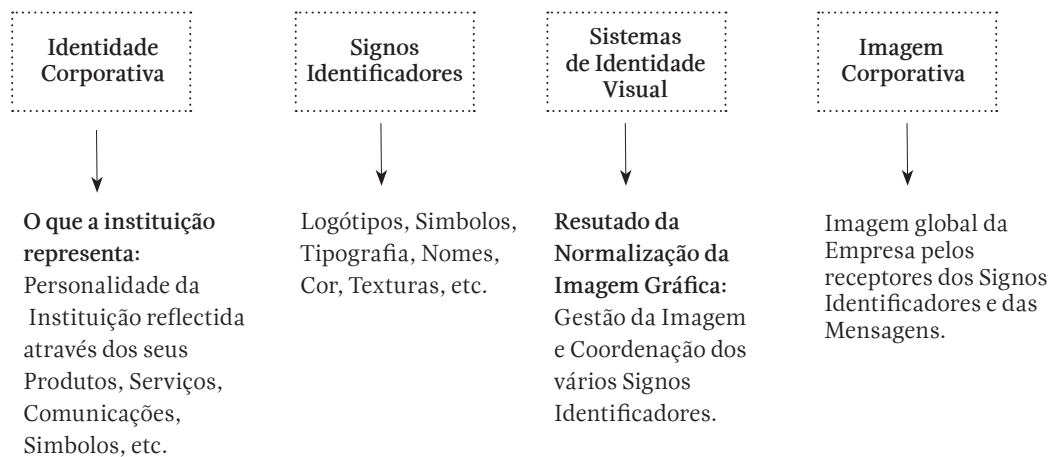 Identidade
Corporativa
O que a instituição
representa:
Personalidade da
Instituição reflectida
através dos seus
Produtos, Serviços,
Comunicações,
Simbolos, etc.
Signos
Identificadores
Logótipos, Simbolos,
Tipografia, Nomes,
Cor, Texturas, etc.
Sistemas
de Identidade
Visual
Resutado da
Normalização da
Imagem Gráfica:
Gestão da Imagem
e Coordenação dos
vários Signos
Identificadores.
Imagem
Corporativa
Imagem global da
Empresa pelos
receptores dos Signos
Identificadores e das
Mensagens.